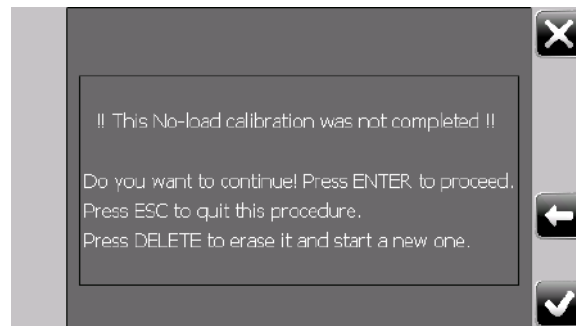 !! This No-load calibration was not completed !!
Do you want to continue! Press ENTER to proceed.
Press ESC to quit this procedure.
Press DELETE to erase it and start a new one.